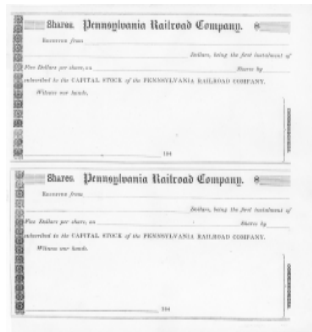 Shares. Pennsylvania Railroad Company. $
RECEIVED from
Dollars, being the first instalment of
Five Dollars per share, on Shares by
subscribed to the CAPITAL STOCK of the PENNSYLVANIA RAILROAD COMPANY.
Witness our hands.
184
Shares. Pennsylvania Railroad Company. $
RECEIVED from
Dollars, being the first instalment of
Five Dollars per share, on Shares by
subscribed to the CAPITAL STOCK of the PENNSYLVANIA RAILROAD COMPANY.
Witness our hands.
184